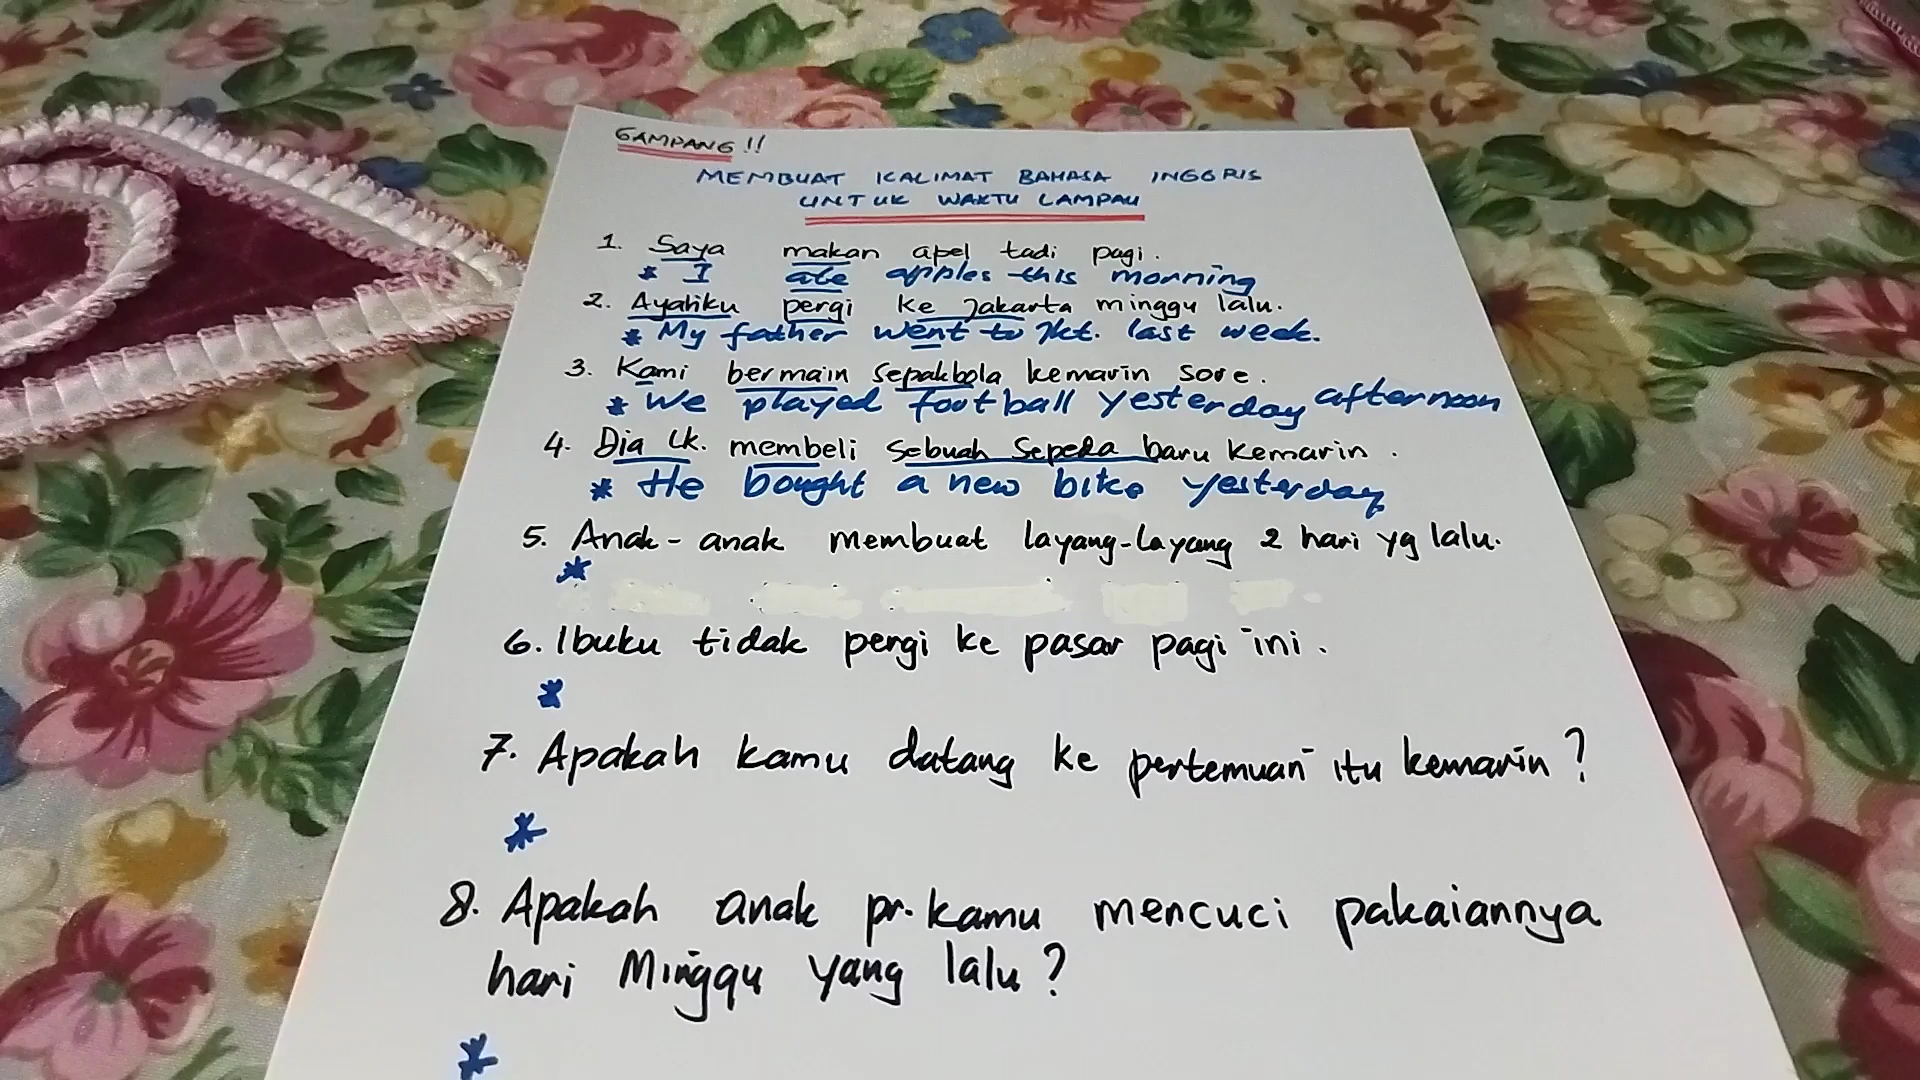 GAMPANG !!
MEMBUAT KALIMAT BAHASA INGGRIS
UNTUK WAKTU LAMPAU
1. Saya makan apel tadi pagi.
* I ate apples this morning
2. Ayahku pergi ke Jakarta minggu lalu.
* My father went to Jkt. last week.
3. Kami bermain sepakbola kemarin sore.
* We played football yesterday afternoon
4. Dia lk. membeli sebuah sepeda baru kemarin.
* He bought a new bike yesterday
5. Anak-anak membuat layang-layang 2 hari yg lalu.
*
6. Ibuku tidak pergi ke pasar pagi ini.
*
7. Apakah kamu datang ke pertemuan itu kemarin?
*
8. Apakah anak pr. kamu mencuci pakaiannya
hari Minggu yang lalu?
*